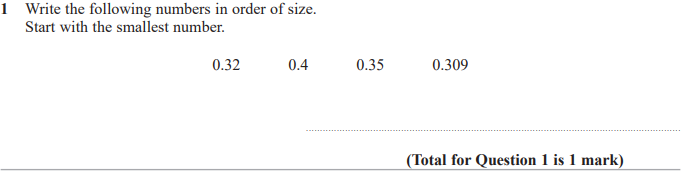 1 Write the following numbers in order of size.
Start with the smallest number.
0.32 0.4 0.35 0.309
(Total for Question 1 is 1 mark)